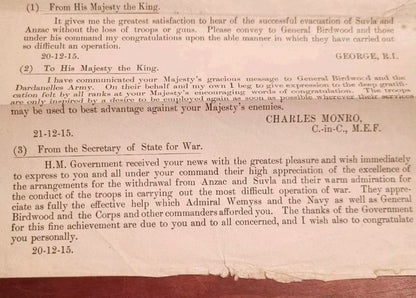 (1) From His Majesty the King.
It gives me the greatest satisfaction to hear of the successful evacuation of Suvla and
Anzac without the loss of troops or guns. Please convey to General Birdwood and those
under his command my congratulations upon the able manner in which they have carried out
so difficult an operation.
20-12-15. GEORGE, R.I.
(2) To His Majesty the King.
I have communicated your Majesty's gracious message to General Birdwood and the
Dardanelles Army. On their behalf and my own I beg to give expression to the deep gratifi-
cation felt by all ranks at your Majesty's encouraging words of congratulation. The troops
are only inspired by a desire to be employed again as soon as possible wherever their services
may be used to best advantage against your Majesty's enemies.
CHARLES MONRO,
21-12-15. C.-in-C., M.E.F.
(3) From the Secretary of State for War.
H.M. Government received your news with the greatest pleasure and wish immediately
to express to you and all under your command their high appreciation of the excellence of
the arrangements for the withdrawal from Anzac and Suvla and their warm admiration for
the conduct of the troops in carrying out the most difficult operation of war. They appre-
ciate as fully the effective help which Admiral Wemyss and the Navy as well as General
Birdwood and the Corps and other commanders afforded you. The thanks of the Government
for this fine achievement are due to you and to all concerned, and I wish also to congratulate
you personally.
20-12-15.